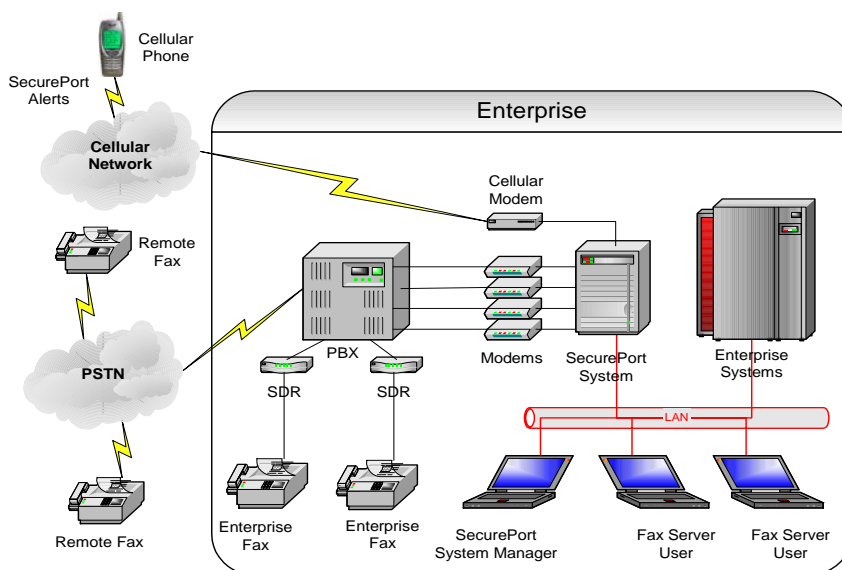 Cellular
Phone
SecurePort
Alerts
Enterprise
Cellular
Network
Cellular
Modem
Remote
Fax
PBX
Modems
SecurePort
System
Enterprise
Systems
PSTN
SDR
SDR
LAN
Enterprise
Fax
Enterprise
Fax
Remote Fax
SecurePort
System Manager
Fax Server
User
Fax Server
User